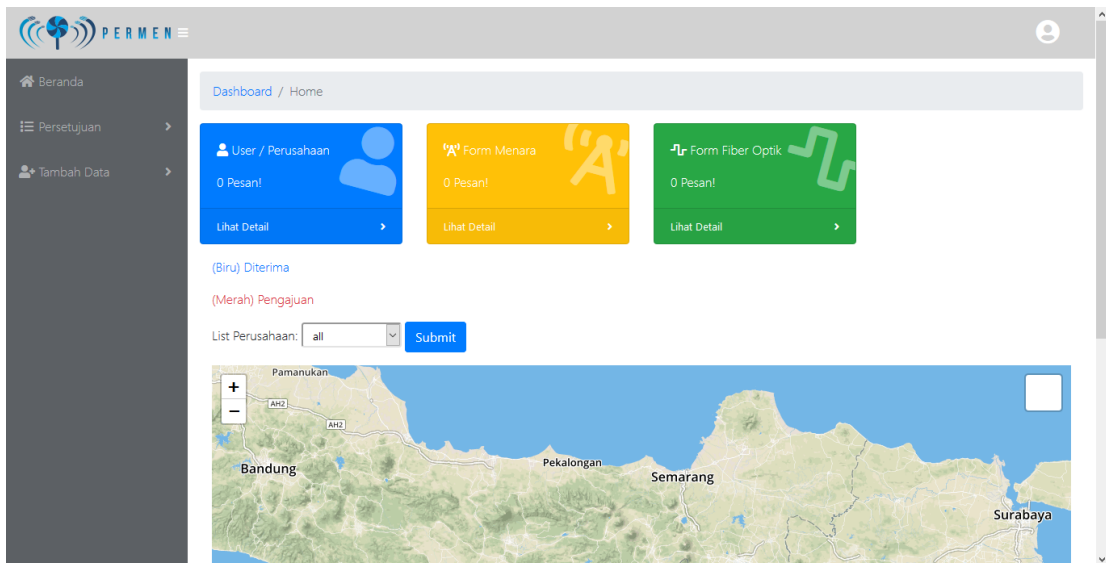 PERMEN
Beranda
Persetujuan
Tambah Data
Dashboard / Home
User / Perusahaan
0 Pesan!
Lihat Detail
Form Menara
0 Pesan!
Lihat Detail
Form Fiber Optik
0 Pesan!
Lihat Detail
(Biru) Diterima
(Merah) Pengajuan
List Perusahaan: all Submit
+
−
Pamanukan
AH2
AH2
Bandung
Pekalongan
Semarang
Surabaya